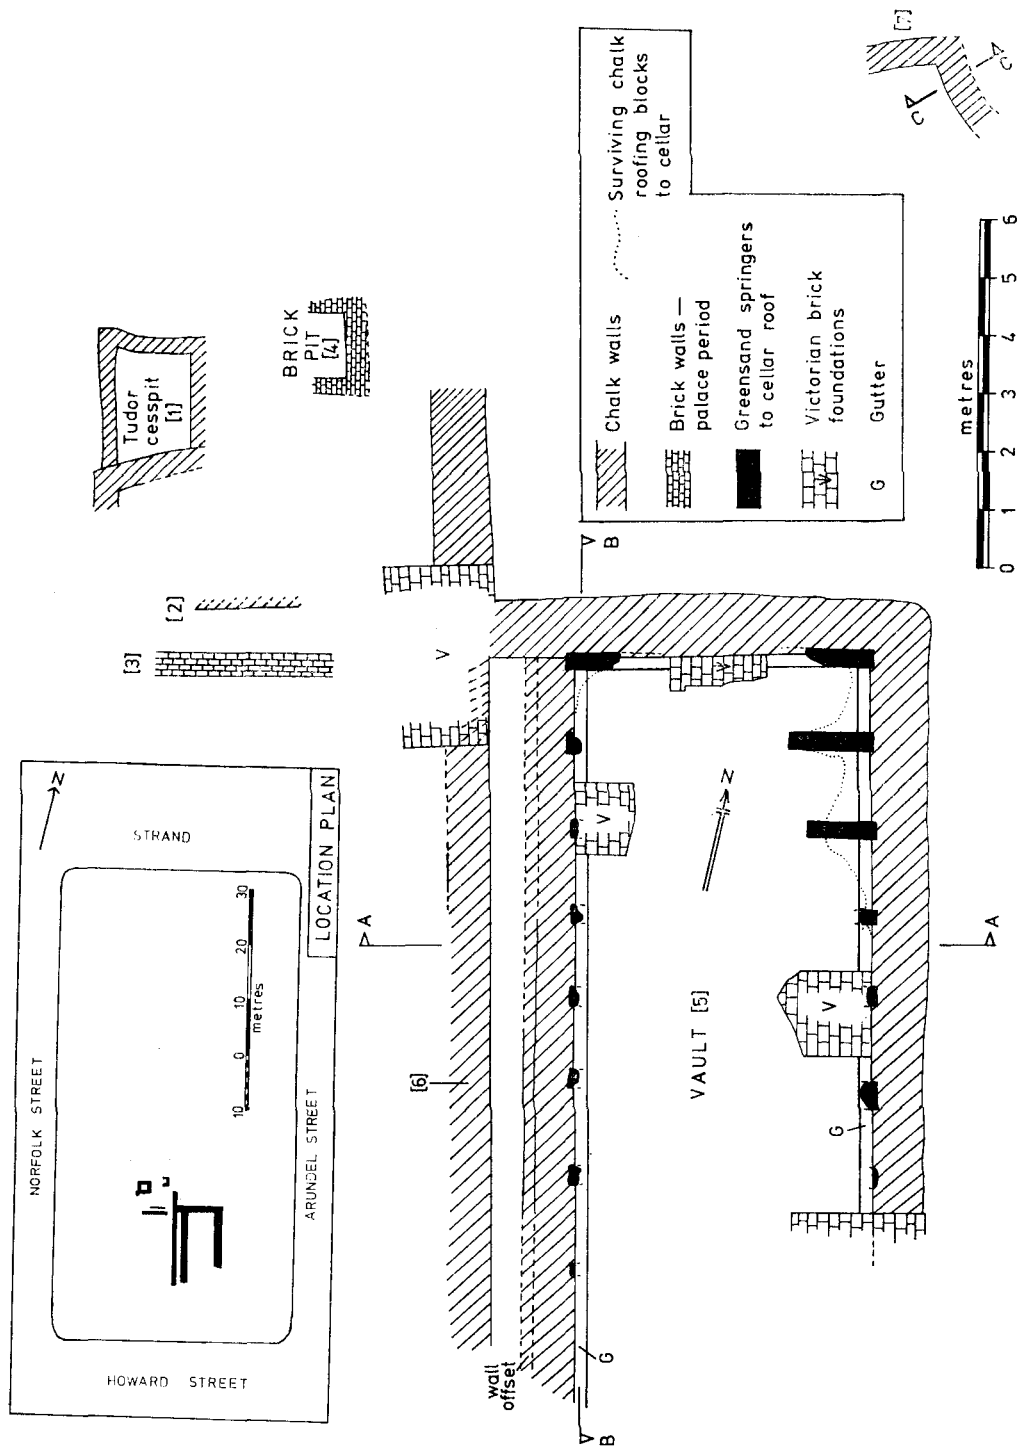 NORFOLK STREET
STRAND
ARUNDEL STREET
HOWARD STREET
LOCATION PLAN
N
10 0 10 20 30
metres
Tudor
cesspit
[1]
[2]
[3]
BRICK
PIT
[4]
[7]
C
C
V
A
[6]
wall
offset
V
N
VAULT [5]
V
V
G
G
B
B
A
Chalk walls
Brick walls —
palace period
Greensand springers
to cellar roof
V
Victorian brick
foundations
G Gutter
Surviving chalk
roofing blocks
to cellar
metres
0 1 2 3 4 5 6